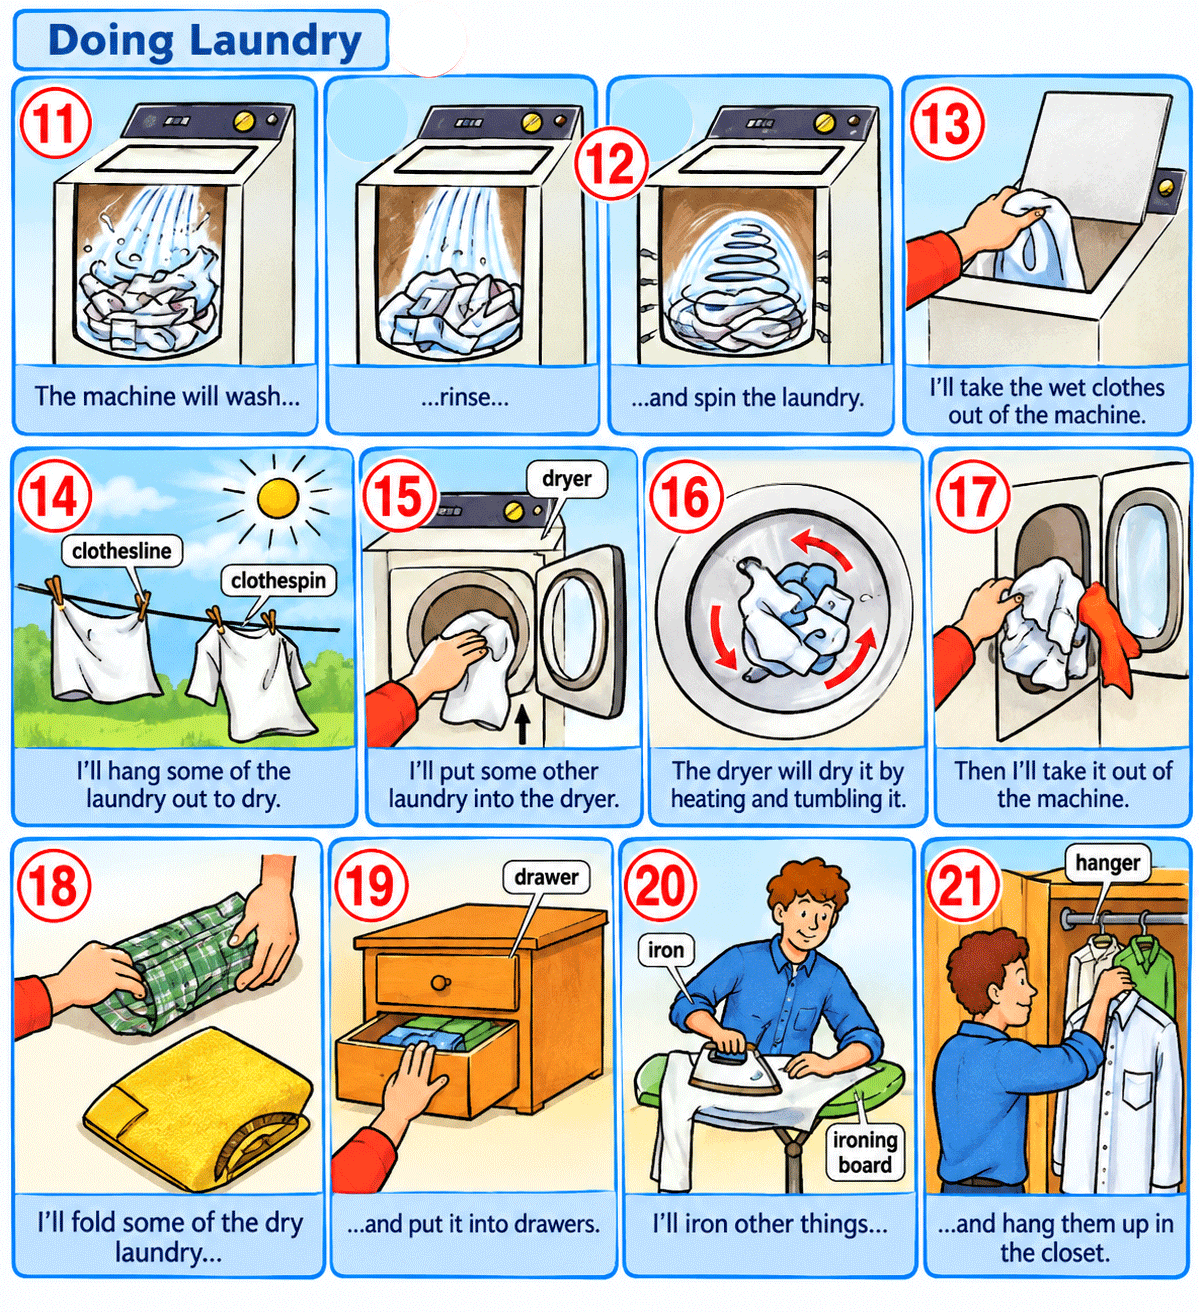 Doing Laundry
11
The machine will wash...
...rinse...
12
...and spin the laundry.
13
I'll take the wet clothes
out of the machine.
14
clothesline
clothespin
I'll hang some of the
laundry out to dry.
15
dryer
I'll put some other
laundry into the dryer.
16
The dryer will dry it by
heating and tumbling it.
17
Then I'll take it out of
the machine.
18
I'll fold some of the dry
laundry...
19
drawer
...and put it into drawers.
20
iron
ironing
board
I'll iron other things...
21
hanger
...and hang them up in
the closet.